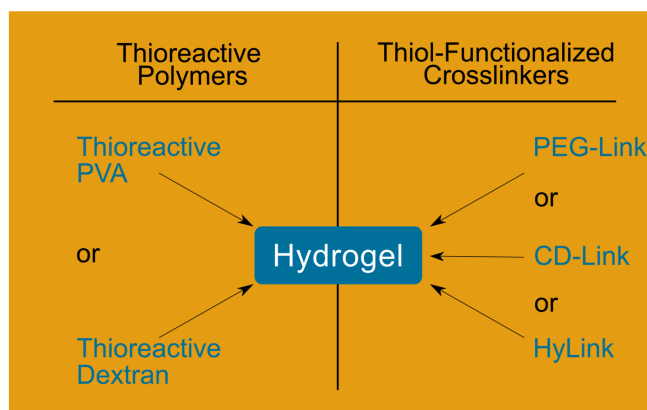 Thioreactive
Polymers
Thiol-Functionalized
Crosslinkers
Thioreactive
PVA
or
Thioreactive
Dextran
Hydrogel
PEG-Link
or
CD-Link
or
HyLink